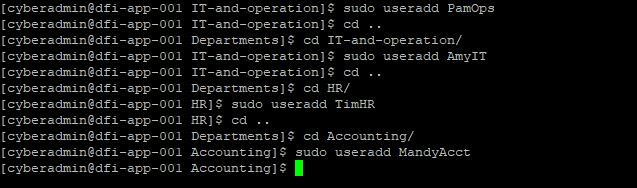 [cyberadmin@dfi-app-001 IT-and-operation]$ sudo useradd PamOps
[cyberadmin@dfi-app-001 IT-and-operation]$ cd ..
[cyberadmin@dfi-app-001 Departments]$ cd IT-and-operation/
[cyberadmin@dfi-app-001 IT-and-operation]$ sudo useradd AmyIT
[cyberadmin@dfi-app-001 IT-and-operation]$ cd ..
[cyberadmin@dfi-app-001 Departments]$ cd HR/
[cyberadmin@dfi-app-001 HR]$ sudo useradd TimHR
[cyberadmin@dfi-app-001 HR]$ cd ..
[cyberadmin@dfi-app-001 Departments]$ cd Accounting/
[cyberadmin@dfi-app-001 Accounting]$ sudo useradd MandyAcct
[cyberadmin@dfi-app-001 Accounting]$